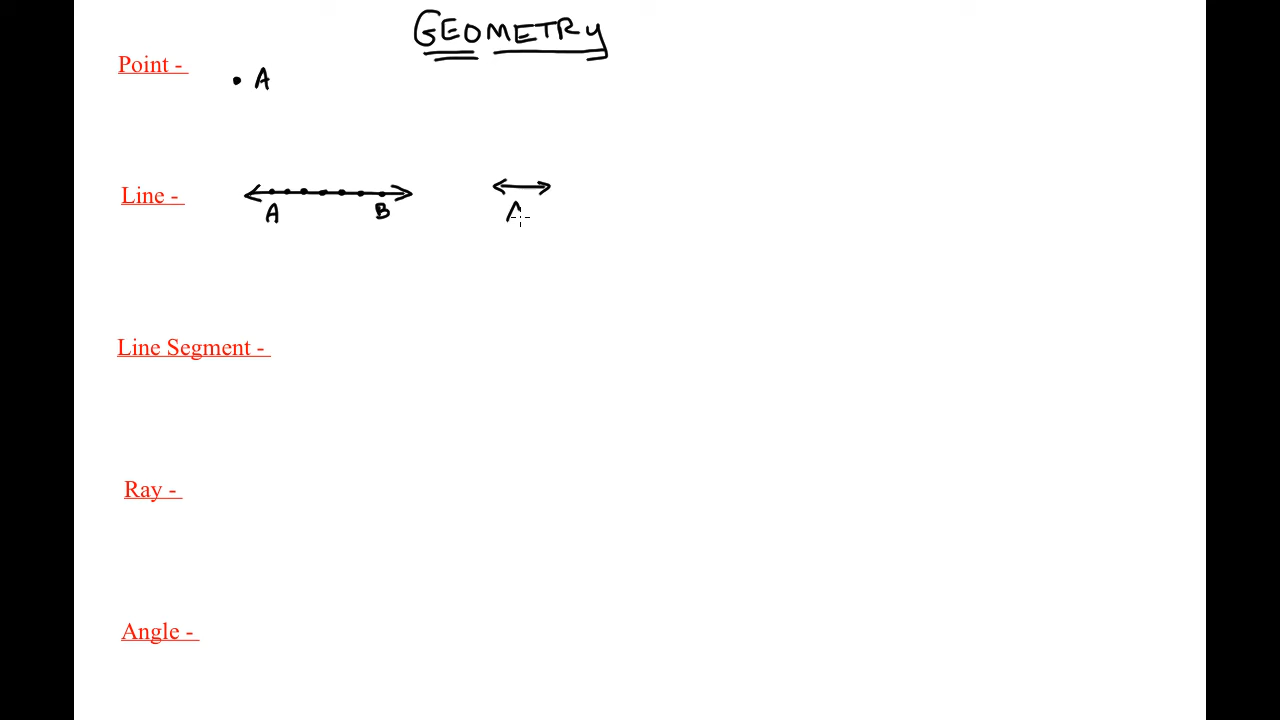 GEOMETRY
Point -
A
Line -
A B
A
Line Segment -
Ray -
Angle -